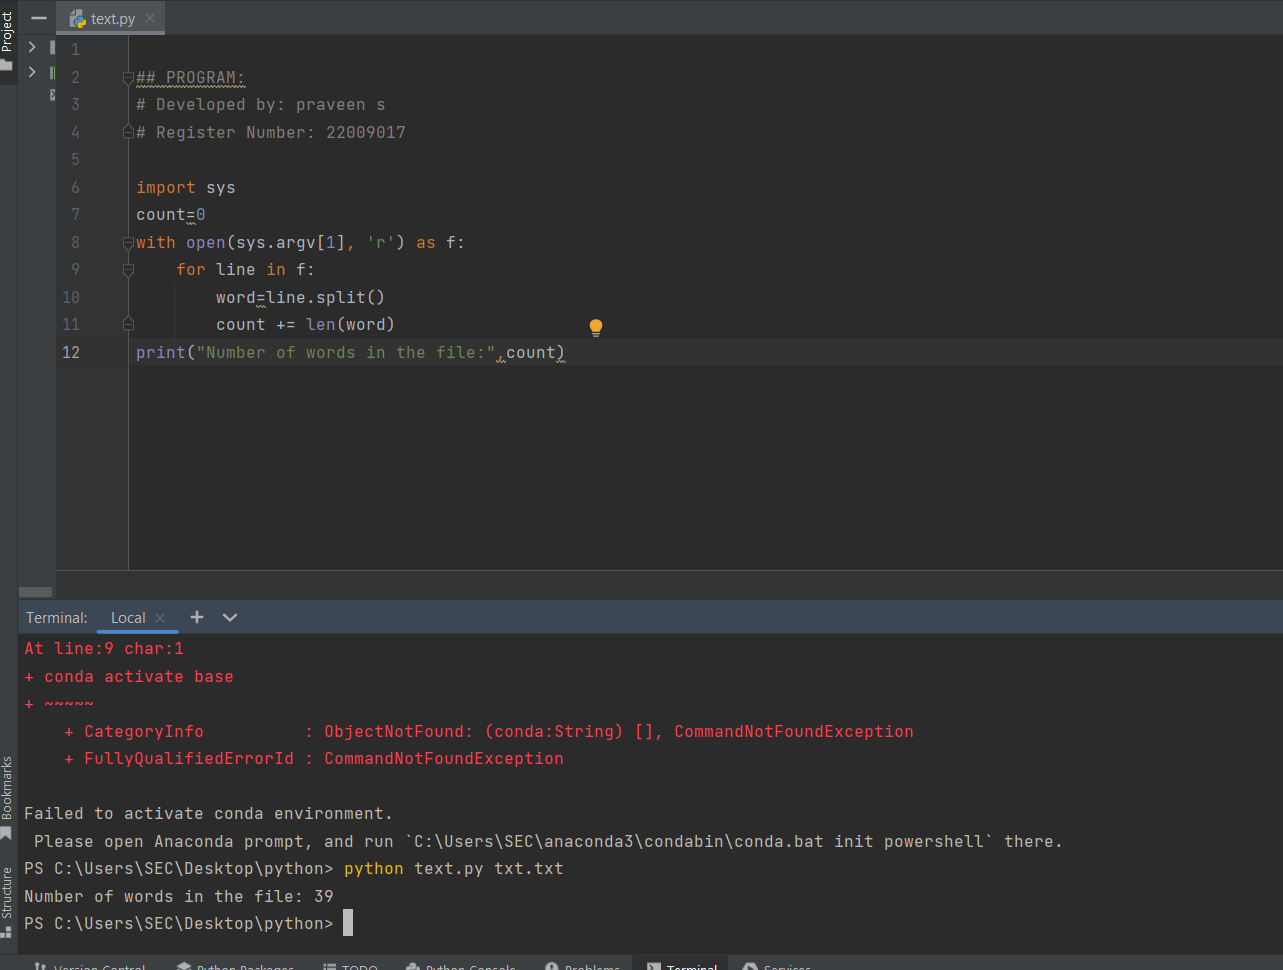 Project
text.py
1
2 ## PROGRAM:
3 # Developed by: praveen s
4 # Register Number: 22009017
5
6 import sys
7 count=0
8 with open(sys.argv[1], 'r') as f:
9 for line in f:
10 word=line.split()
11 count += len(word)
12 print("Number of words in the file:",count)
Terminal: Local
At line:9 char:1
+ conda activate base
+ ~~~~~
+ CategoryInfo : ObjectNotFound: (conda:String) [], CommandNotFoundException
+ FullyQualifiedErrorId : CommandNotFoundException
Failed to activate conda environment.
Please open Anaconda prompt, and run `C:\Users\SEC\anaconda3\condabin\conda.bat init powershell` there.
PS C:\Users\SEC\Desktop\python> python text.py txt.txt
Number of words in the file: 39
PS C:\Users\SEC\Desktop\python>
Bookmarks
Structure
Version Control Python Packages TODO Python Console Problems Terminal Services